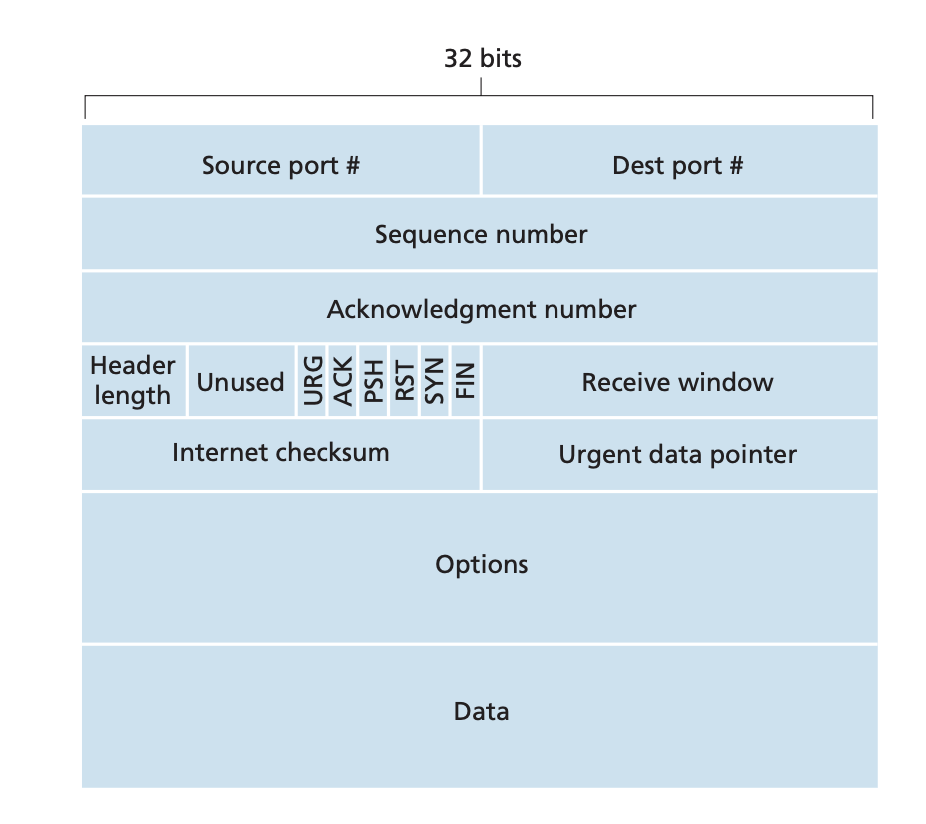 32 bits
Source port #
Dest port #
Sequence number
Acknowledgment number
Header
length
Unused
URG
ACK
PSH
RST
SYN
FIN
Receive window
Internet checksum
Urgent data pointer
Options
Data